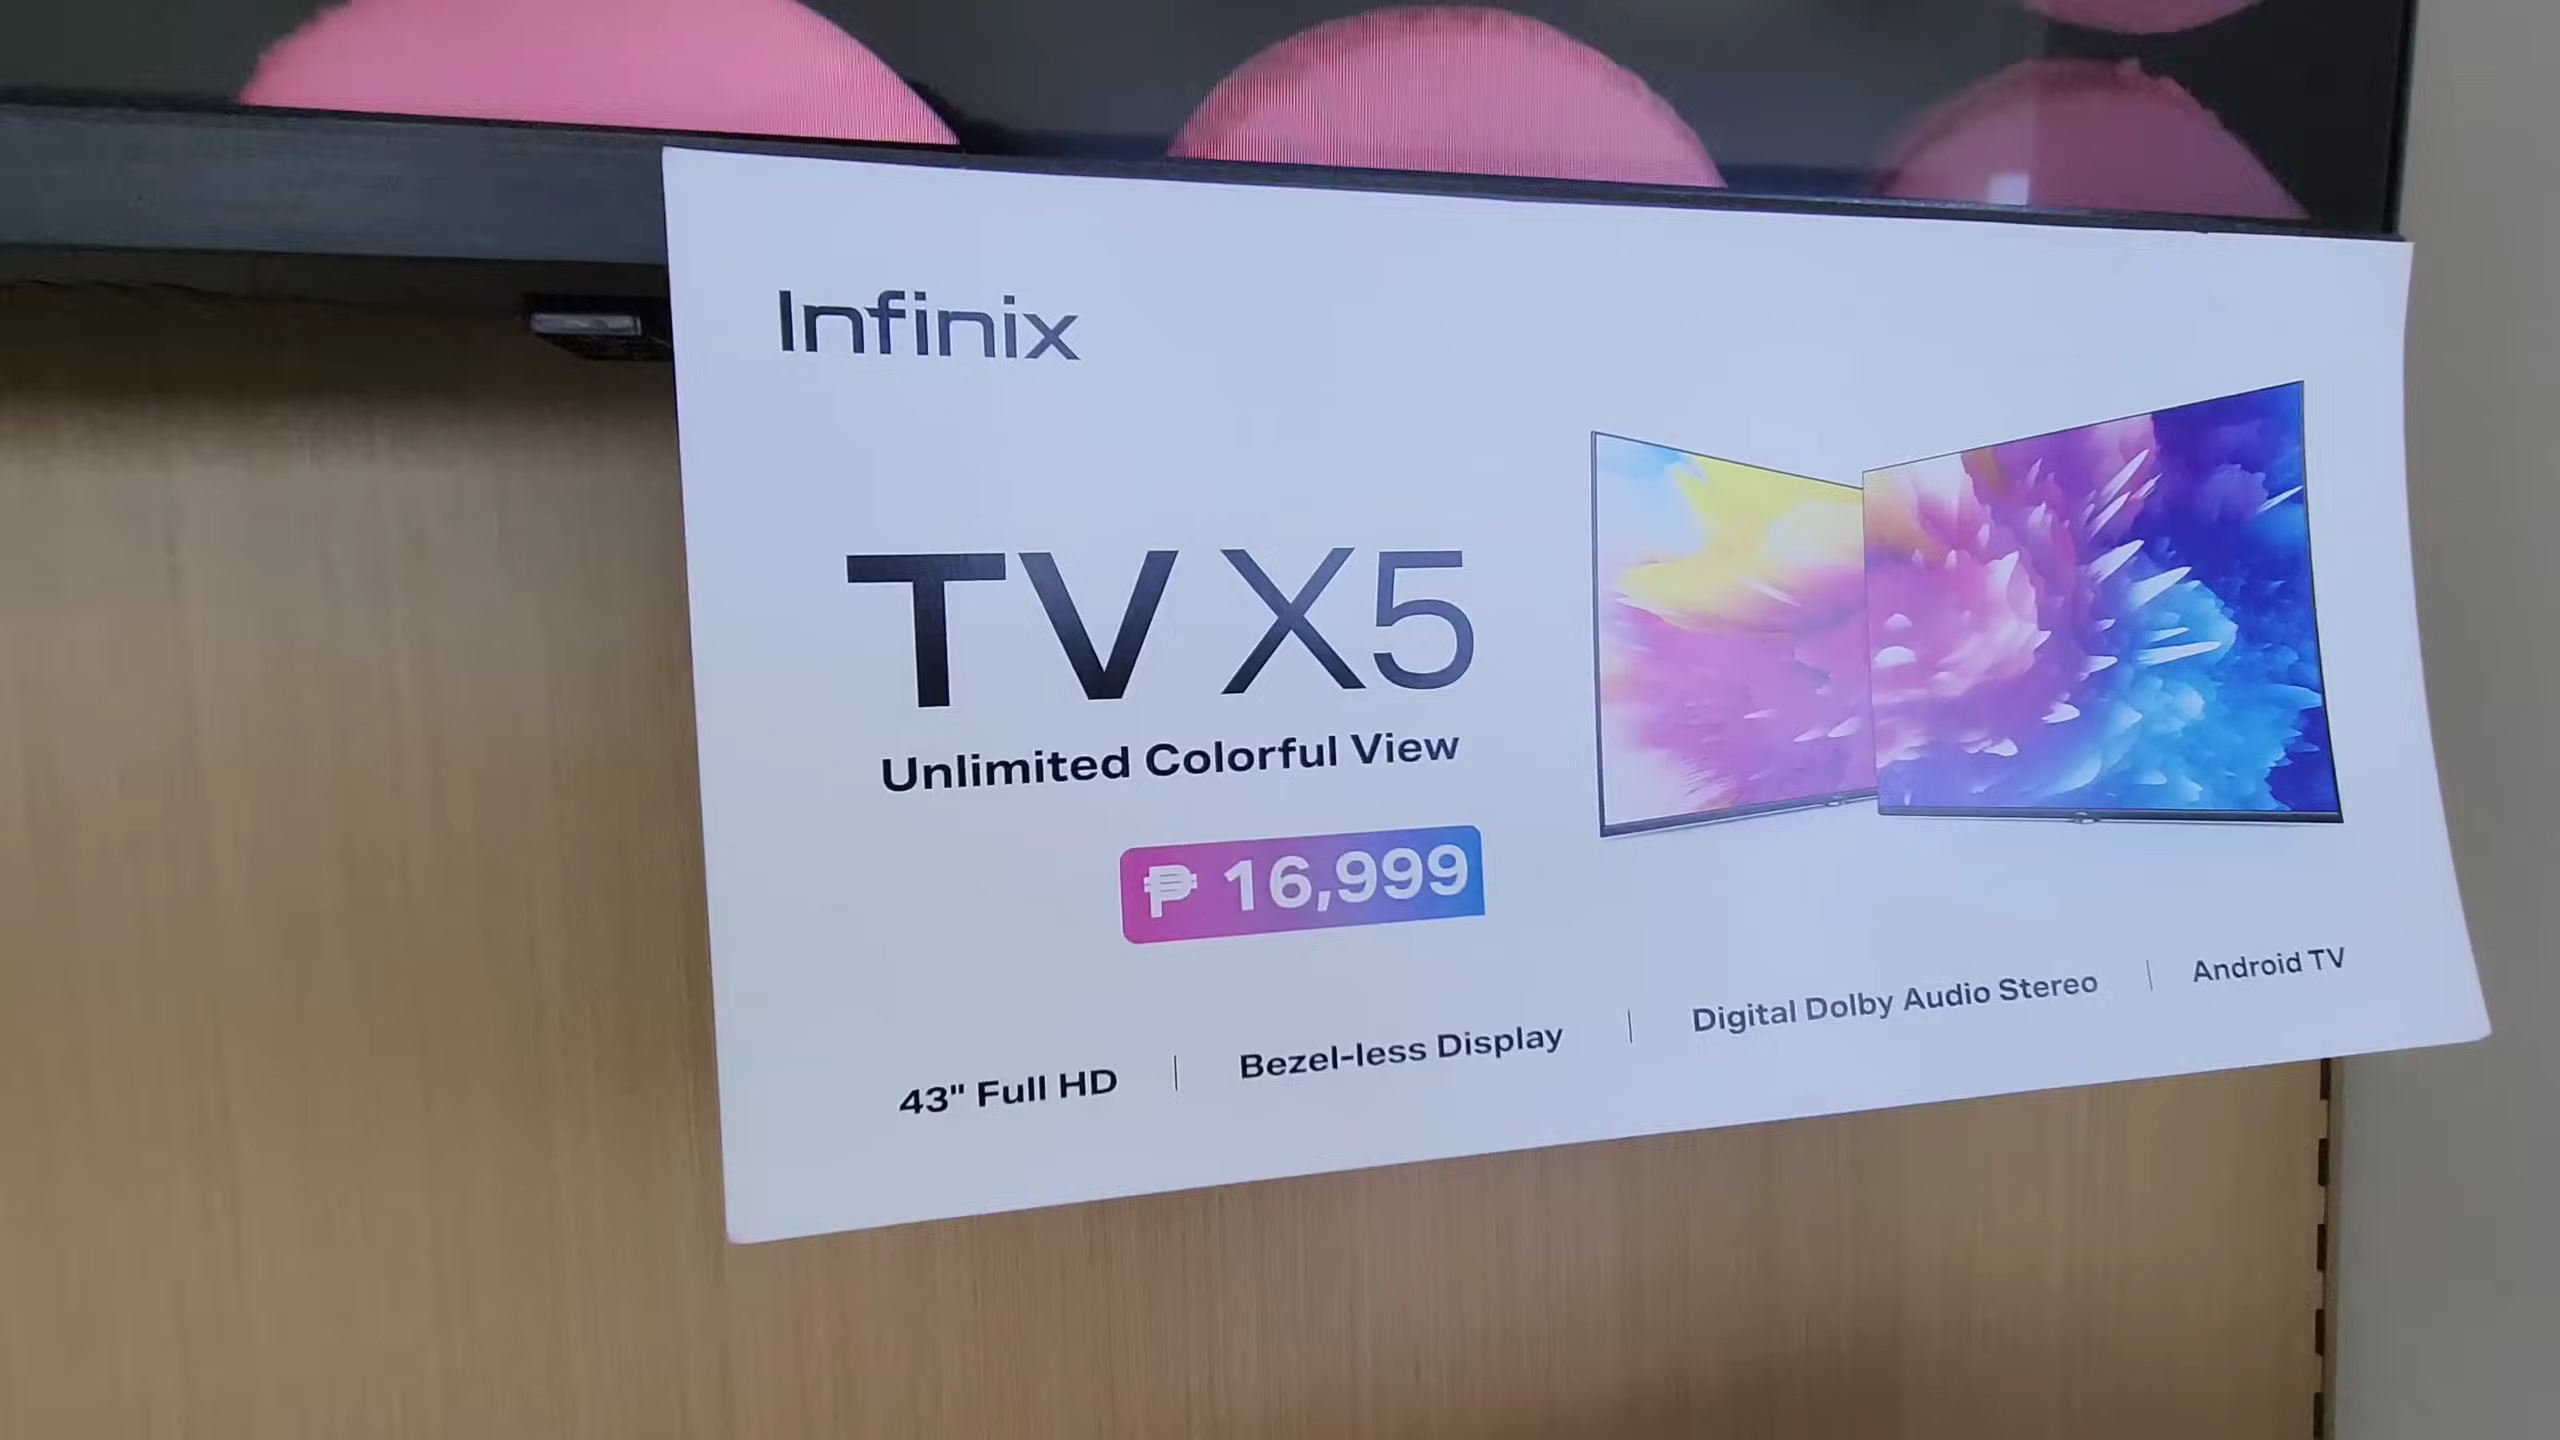 Infinix
TV X5
Unlimited Colorful View
₱ 16,999
43" Full HD | Bezel-less Display | Digital Dolby Audio Stereo | Android TV